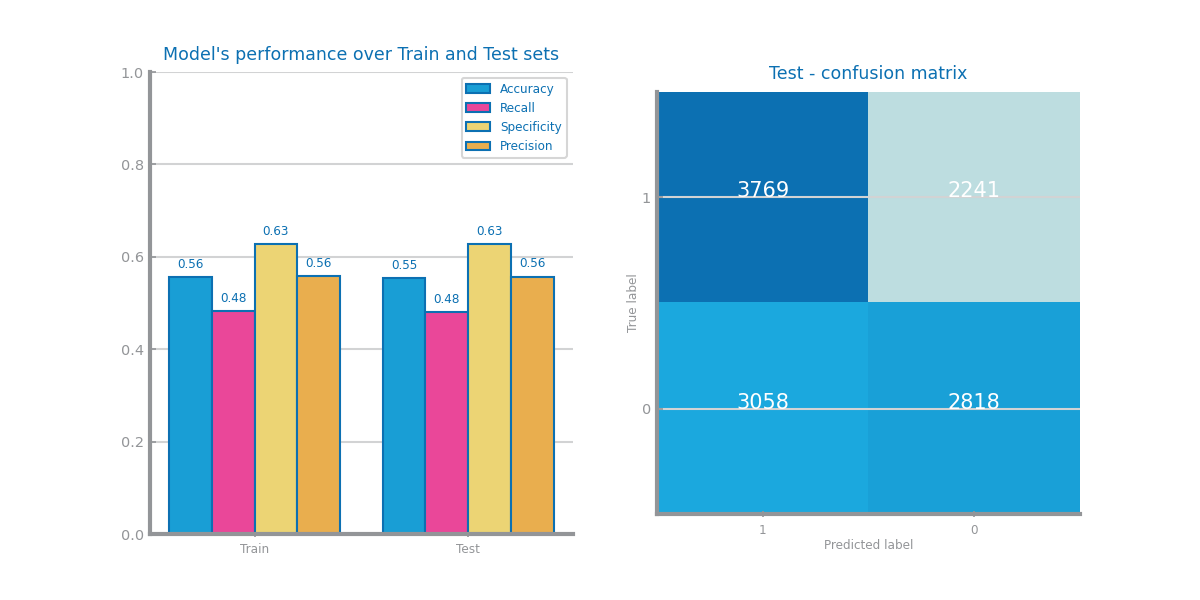 Model's performance over Train and Test sets
1.0
0.8
0.6
0.4
0.2
0.0
Accuracy
Recall
Specificity
Precision
0.56
0.48
0.63
0.56
0.55
0.48
0.63
0.56
Train
Test
Test - confusion matrix
True label
1
0
3769
2241
3058
2818
1
0
Predicted label